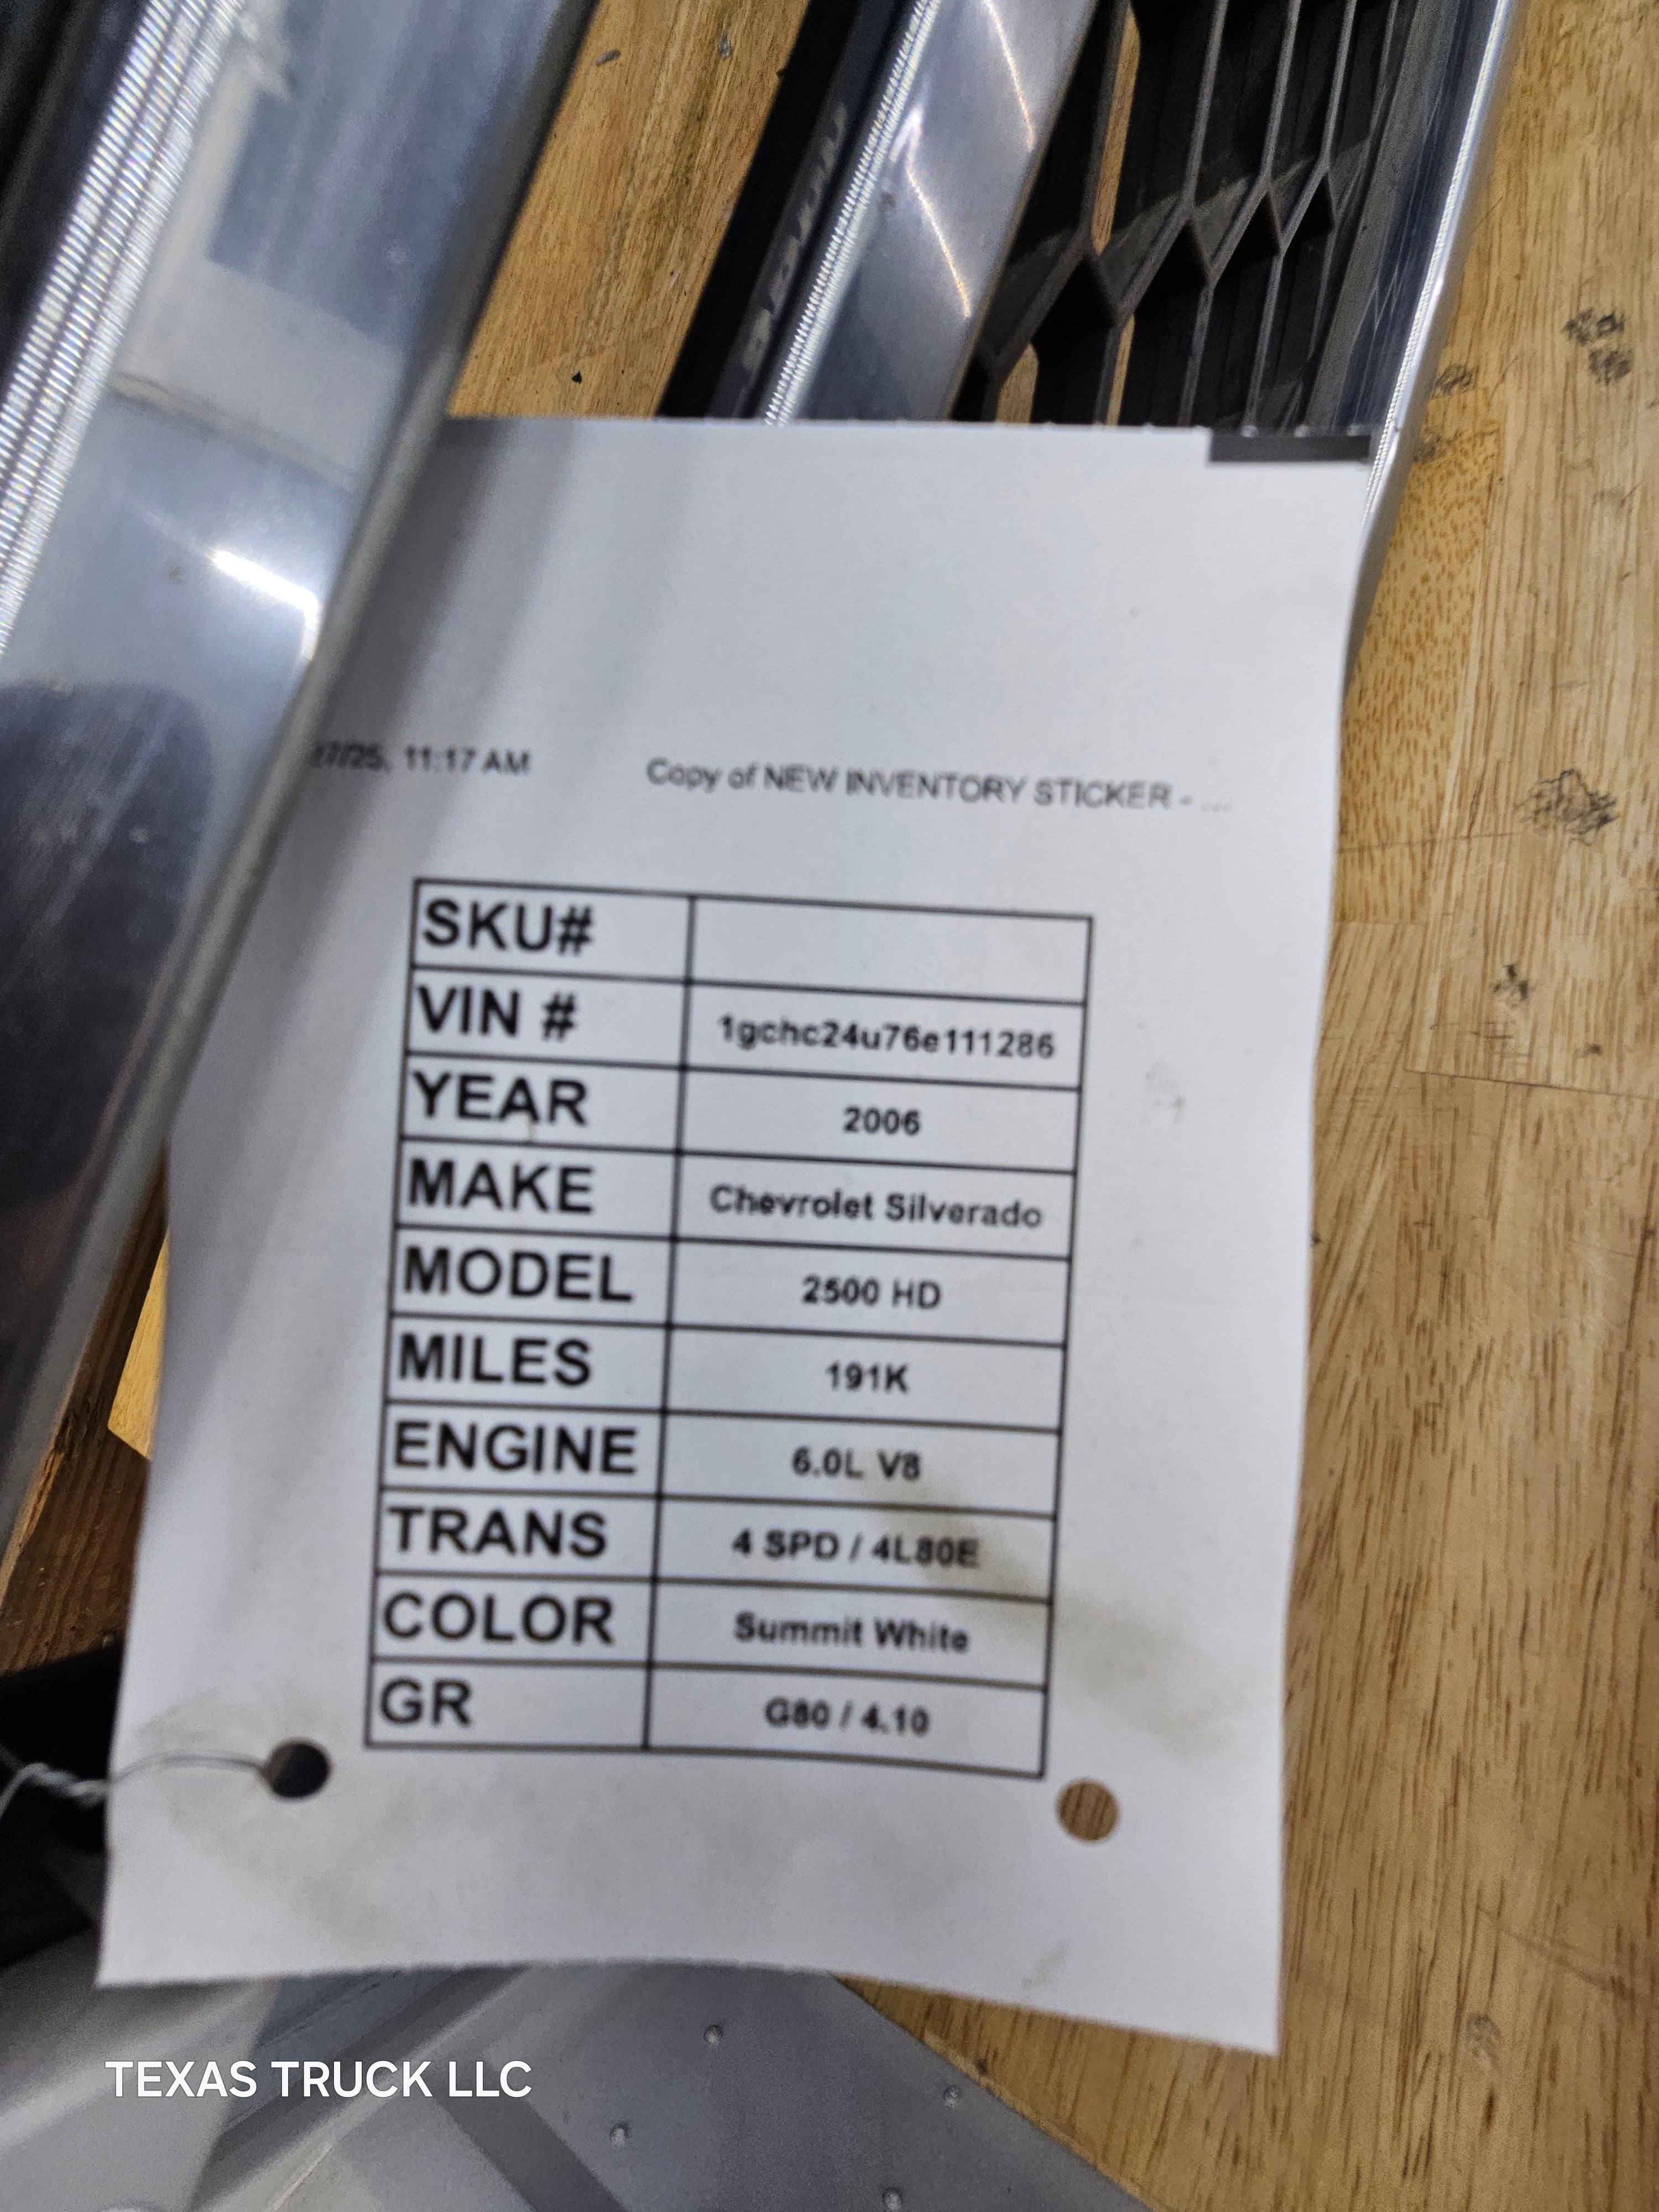 11:17 AM Copy of NEW INVENTORY STICKER - ...
SKU#
VIN # 1gchc24u76e111286
YEAR 2006
MAKE Chevrolet Silverado
MODEL 2500 HD
MILES 191K
ENGINE 6.0L V8
TRANS 4 SPD / 4L80E
COLOR Summit White
GR G80 / 4.10
TEXAS TRUCK LLC